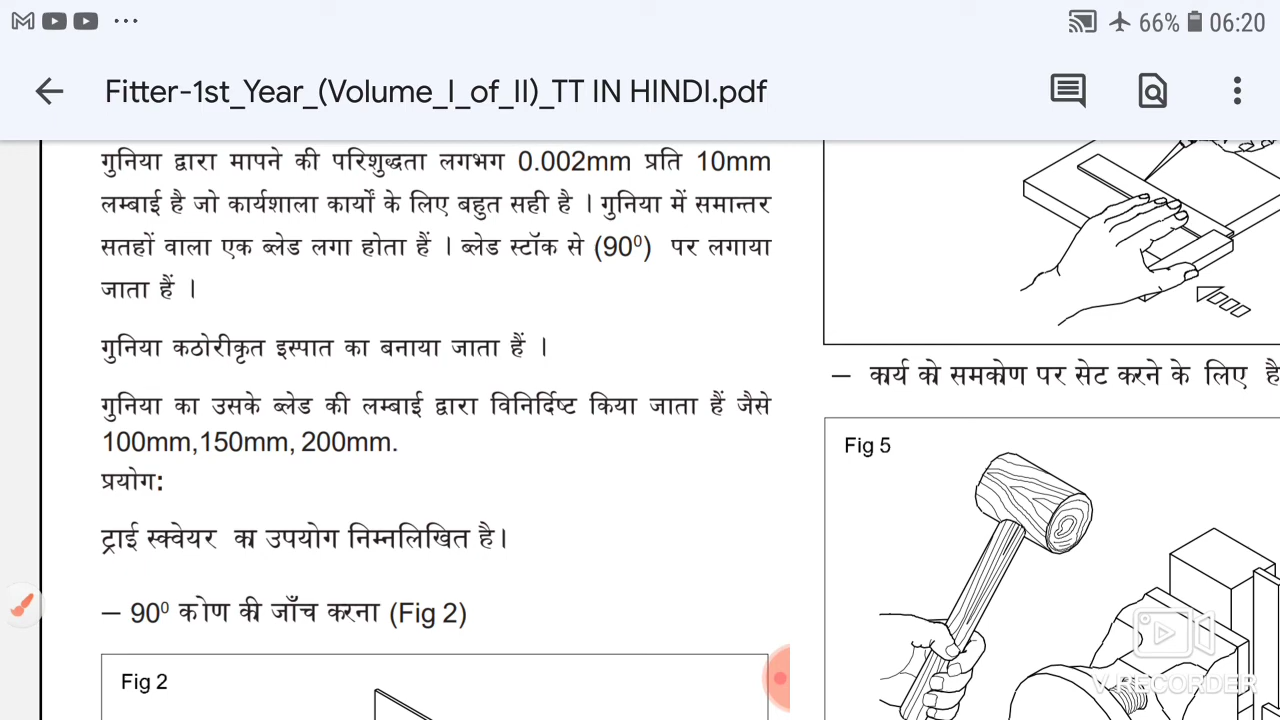 66% 06:20
Fitter-1st_Year_(Volume_I_of_II)_TT IN HINDI.pdf
गुनिया द्वारा मापने की परिशुद्धता लगभग 0.002mm प्रति 10mm
लम्बाई है जो कार्यशाला कार्यों के लिए बहुत सही है । गुनिया में समान्तर
सतहों वाला एक ब्लेड लगा होता हैं । ब्लेड स्टॉक से (90⁰) पर लगाया
जाता हैं ।
गुनिया कठोरीकृत इस्पात का बनाया जाता हैं ।
गुनिया का उसके ब्लेड की लम्बाई द्वारा विनिर्दिष्ट किया जाता हैं जैसे
100mm,150mm, 200mm.
प्रयोग:
ट्राई स्क्वेयर का उपयोग निम्नलिखित है।
– 90⁰ कोण की जाँच करना (Fig 2)
Fig 2
– कार्य को समकोण पर सेट करने के लिए है
Fig 5
V.RECORDER